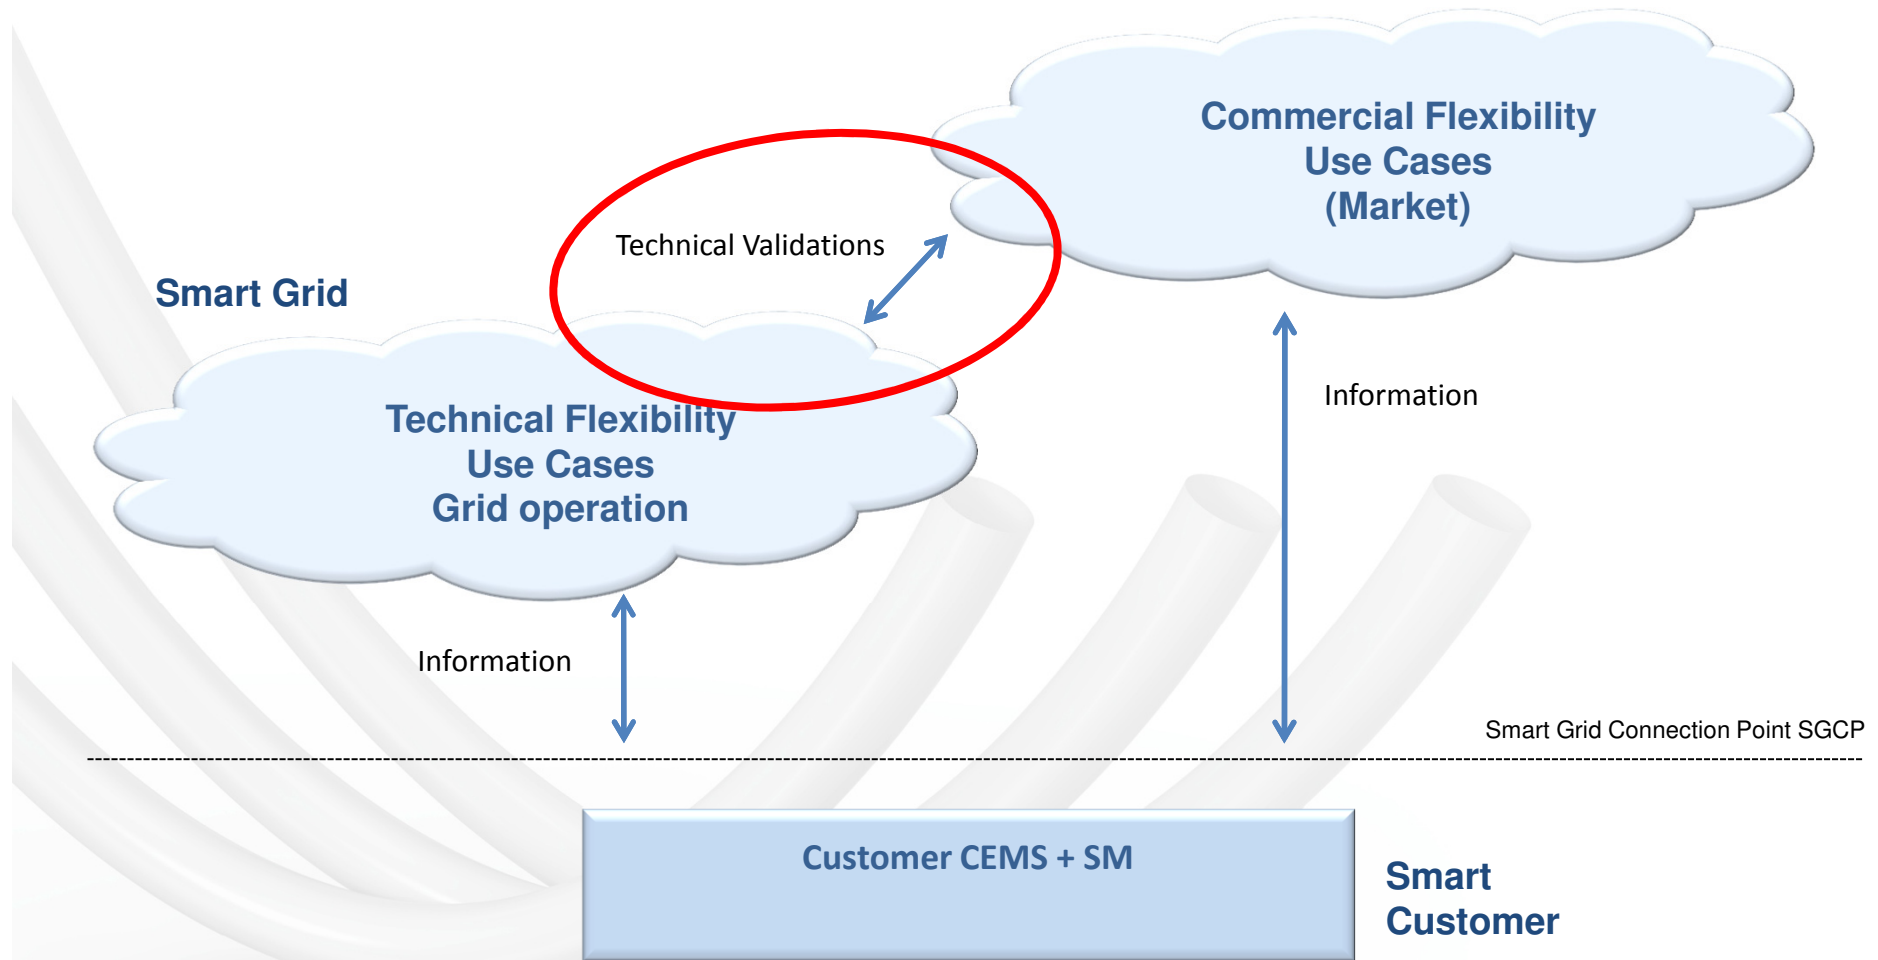 Commercial Flexibility
Use Cases
(Market)
Technical Validations
Smart Grid
Technical Flexibility
Use Cases
Grid operation
Information
Information
Smart Grid Connection Point SGCP
Customer CEMS + SM
Smart
Customer